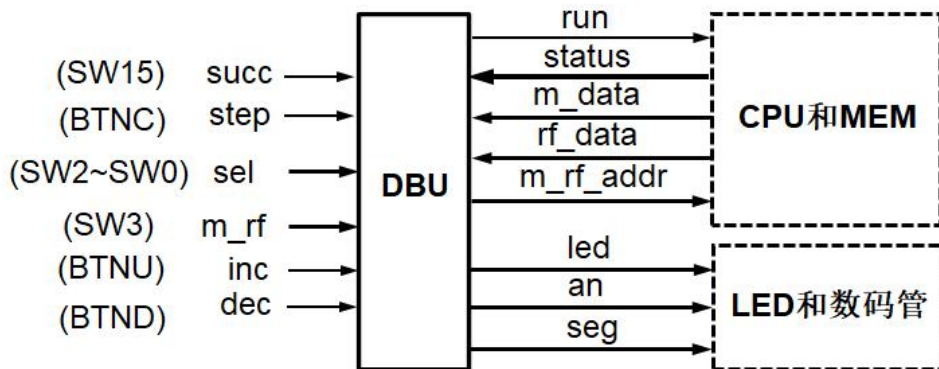 run
(SW15) succ
status
(BTNC) step
m_data
CPU和MEM
rf_data
(SW2~SW0) sel
DBU
m_rf_addr
(SW3) m_rf
led
(BTNU) inc
an
LED和数码管
(BTND) dec
seg